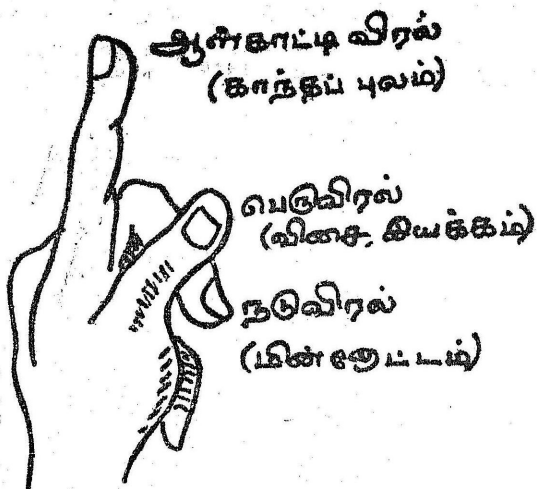 ஆள்காட்டி விரல்
(காந்தப் புலம்)
பெருவிரல்
(விசை, இயக்கம்)
நடுவிரல்
(மின்னோட்டம்)